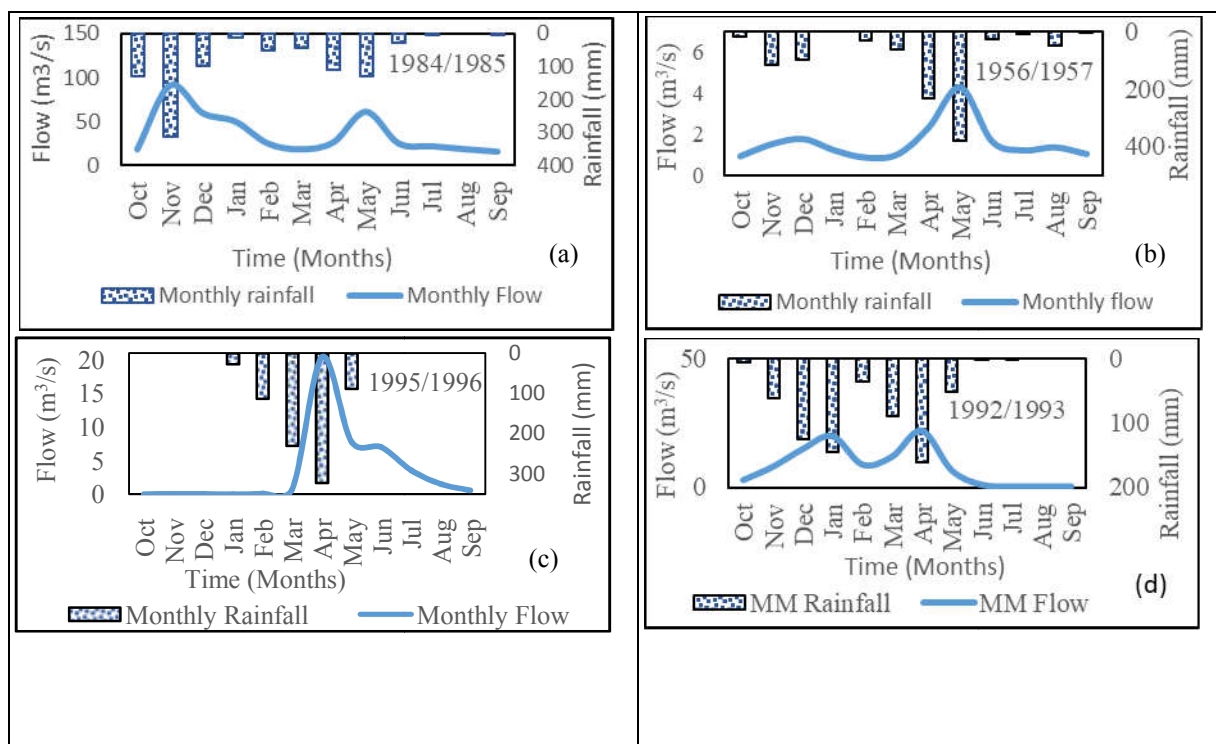 Flow (m3/s)
150
100
50
0
0
100
200
300
400
Rainfall (mm)
1984/1985
Oct
Nov
Dec
Jan
Feb
Mar
Apr
May
Jun
Jul
Aug
Sep
Time (Months)
(a)
Monthly rainfall Monthly Flow
Flow (m³/s)
6
4
2
0
0
200
400
Rainfall (mm)
1956/1957
Oct
Nov
Dec
Jan
Feb
Mar
Apr
May
Jun
Jul
Aug
Sep
Time (Months)
(b)
Monthly rainfall Monthly flow
Flow (m³/s)
20
15
10
5
0
0
100
200
300
Rainfall (mm)
1995/1996
Oct
Nov
Dec
Jan
Feb
Mar
Apr
May
Jun
Jul
Aug
Sep
Time (Months)
(c)
Monthly Rainfall Monthly Flow
Flow (m³/s)
50
0
0
100
200
Rainfall (mm)
1992/1993
Oct
Nov
Dec
Jan
Feb
Mar
Apr
May
Jun
Jul
Aug
Sep
Time (Months)
(d)
MM Rainfall MM Flow